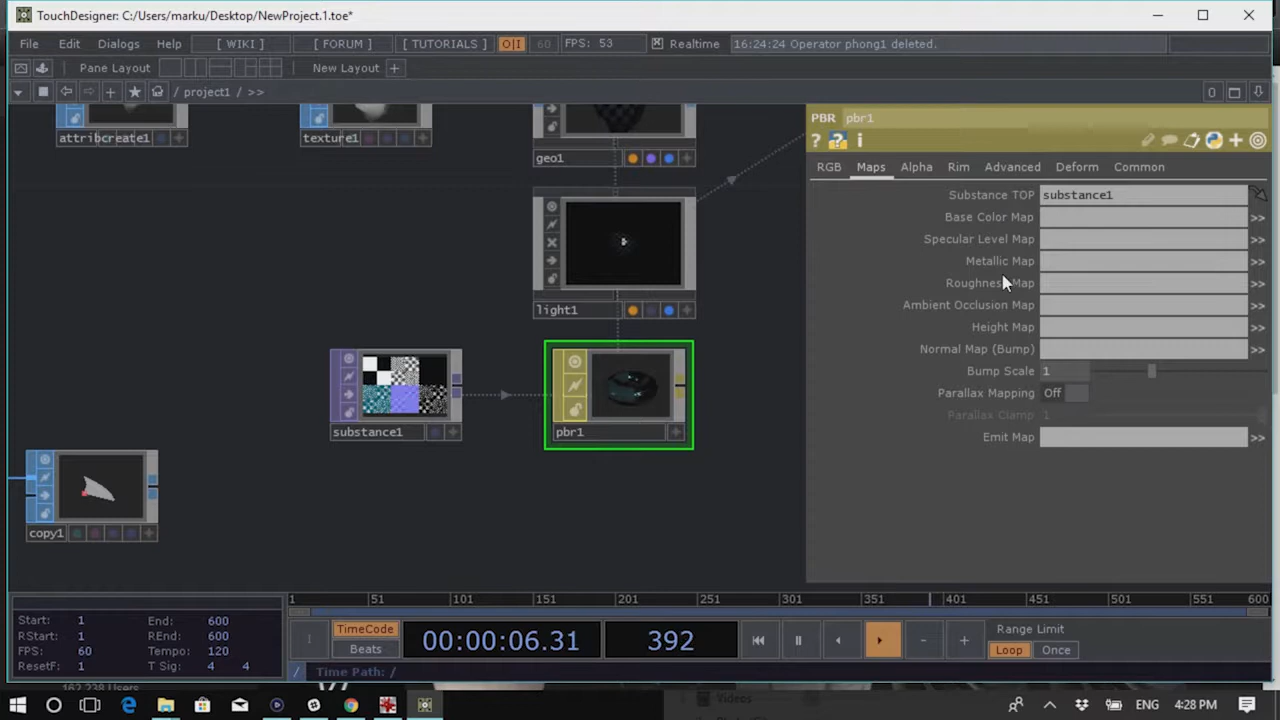 TouchDesigner: C:/Users/marku/Desktop/NewProject.1.toe*
File Edit Dialogs Help [ WIKI ] [ FORUM ] [ TUTORIALS ] O|I 60 FPS: 53 Realtime 16:24:24 Operator phong1 deleted.
Pane Layout New Layout +
/ project1 / >> 0
attribcreate1 texture1
geo1
light1
substance1 pbr1
copy1
PBR pbr1
? ? i
RGB Maps Alpha Rim Advanced Deform Common
Substance TOP substance1
Base Color Map >>
Specular Level Map >>
Metallic Map >>
Roughness Map >>
Ambient Occlusion Map >>
Height Map >>
Normal Map (Bump) >>
Bump Scale 1
Parallax Mapping Off
Parallax Clamp 1
Emit Map >>
1 51 101 151 201 251 301 351 401 451 501 551 600
Start: 1 End: 600
RStart: 1 REnd: 600
FPS: 60 Tempo: 120
ResetF: 1 T Sig: 4 4
TimeCode
Beats
00:00:06.31 392
Range Limit
Loop Once
/ Time Path: /
162,238 Users
Videos
4:28 PM